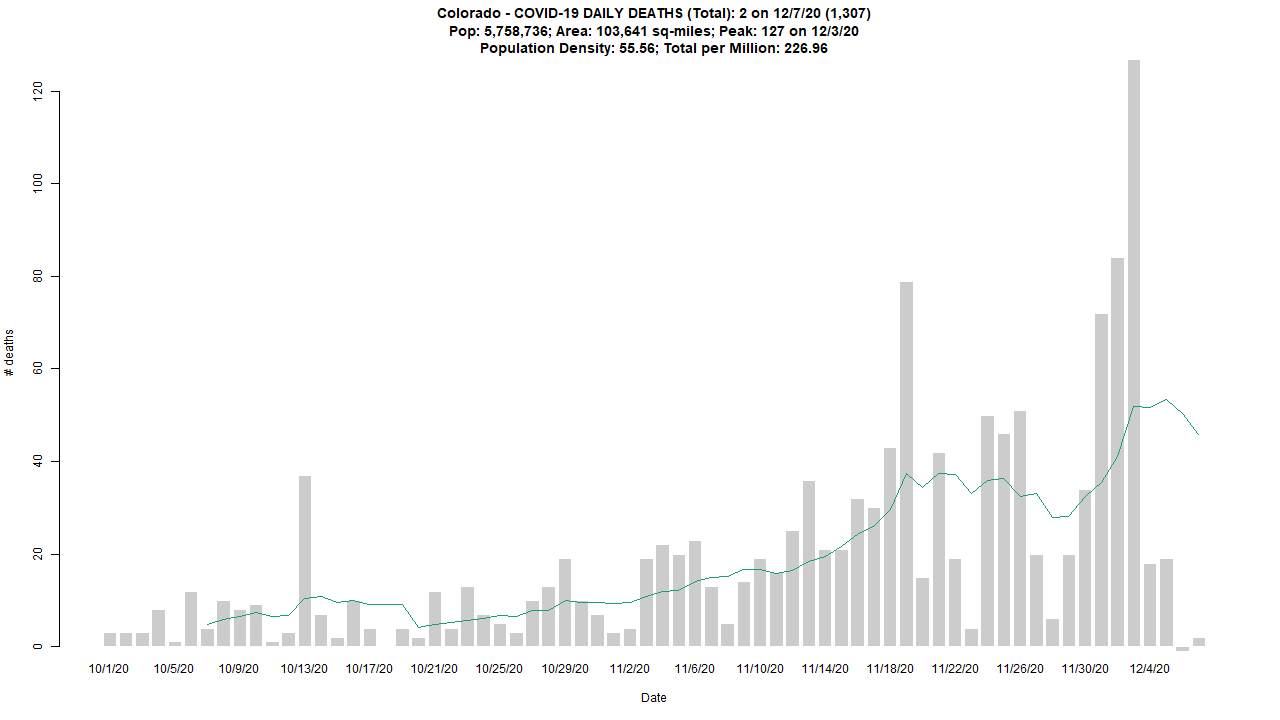 Colorado - COVID-19 DAILY DEATHS (Total): 2 on 12/7/20 (1,307)
Pop: 5,758,736; Area: 103,641 sq-miles; Peak: 127 on 12/3/20
Population Density: 55.56; Total per Million: 226.96
120
100
80
60
40
20
0
# deaths
10/1/20 10/5/20 10/9/20 10/13/20 10/17/20 10/21/20 10/25/20 10/29/20 11/2/20 11/6/20 11/10/20 11/14/20 11/18/20 11/22/20 11/26/20 11/30/20 12/4/20
Date